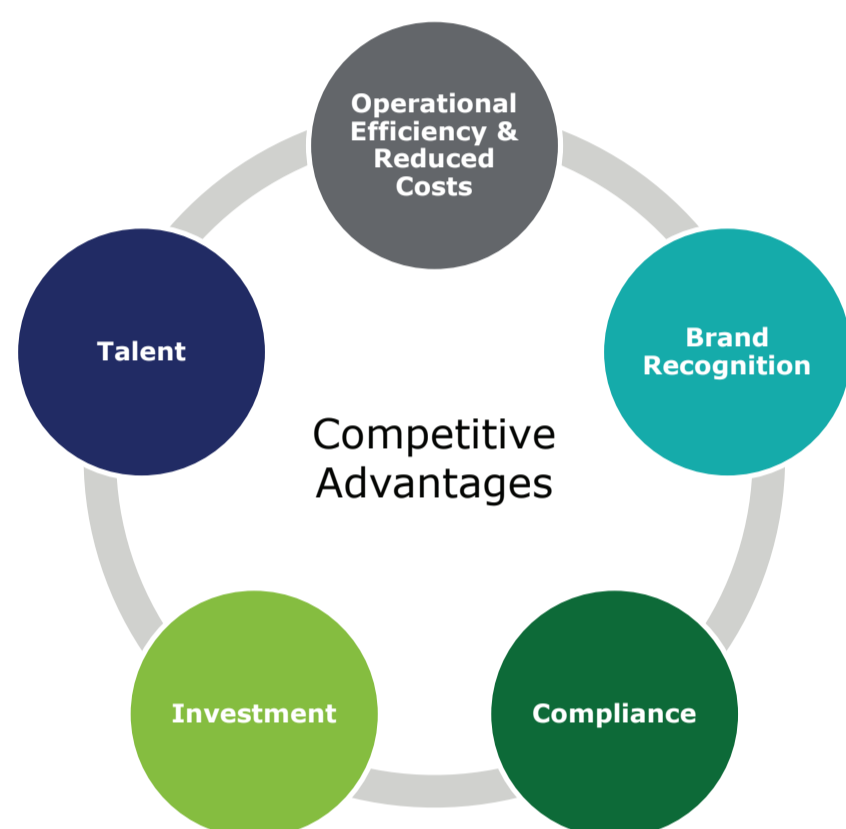 Operational
Efficiency &
Reduced
Costs
Brand
Recognition
Talent
Competitive
Advantages
Investment
Compliance